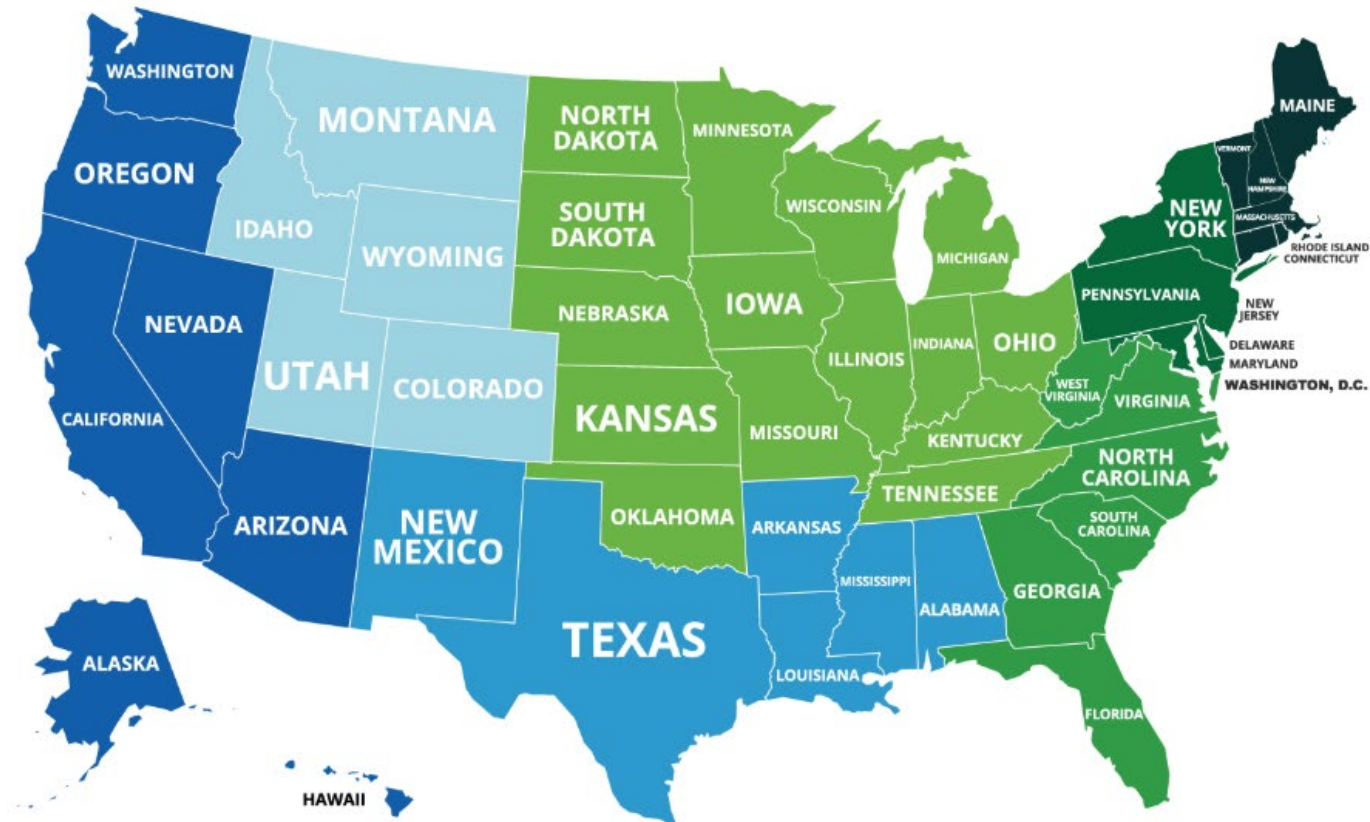 WASHINGTON
MAINE
MONTANA
NORTH
DAKOTA
MINNESOTA
VERMONT
OREGON
NEW
HAMPSHIRE
IDAHO
SOUTH
DAKOTA
WISCONSIN
NEW
YORK
MASSACHUSETTS
WYOMING
MICHIGAN
RHODE ISLAND
CONNECTICUT
NEVADA
NEBRASKA
IOWA
PENNSYLVANIA
NEW
JERSEY
UTAH
COLORADO
ILLINOIS
INDIANA
OHIO
DELAWARE
MARYLAND
WASHINGTON, D.C.
CALIFORNIA
KANSAS
MISSOURI
WEST
VIRGINIA
VIRGINIA
KENTUCKY
NORTH
CAROLINA
ARIZONA
NEW
MEXICO
OKLAHOMA
ARKANSAS
TENNESSEE
SOUTH
CAROLINA
MISSISSIPPI
ALABAMA
GEORGIA
TEXAS
ALASKA
LOUISIANA
FLORIDA
HAWAII